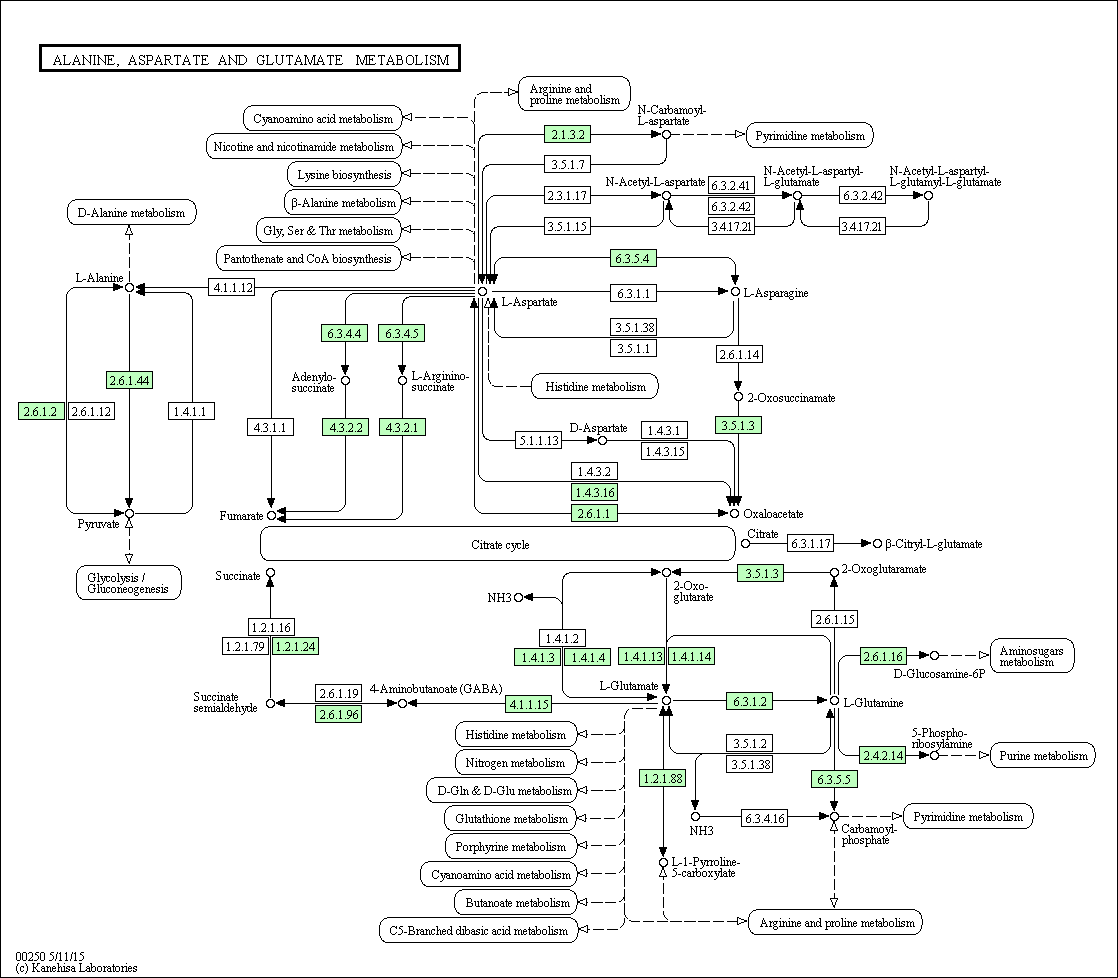 ALANINE, ASPARTATE AND GLUTAMATE METABOLISM
Arginine and
proline metabolism
Cyanoamino acid metabolism
N-Carbamoyl-
L-aspartate
2.1.3.2
Pyrimidine metabolism
Nicotine and nicotinamide metabolism
3.5.1.7
Lysine biosynthesis
N-Acetyl-L-aspartate
6.3.2.41
N-Acetyl-L-aspartyl-
L-glutamate
N-Acetyl-L-aspartyl-
L-glutamyl-L-glutamate
β-Alanine metabolism
2.3.1.17
6.3.2.42
6.3.2.42
D-Alanine metabolism
Gly, Ser & Thr metabolism
3.5.1.15
3.4.17.21
3.4.17.21
Pantothenate and CoA biosynthesis
6.3.5.4
L-Alanine
4.1.1.12
L-Aspartate
6.3.1.1
L-Asparagine
6.3.4.4
6.3.4.5
3.5.1.38
3.5.1.1
2.6.1.14
Adenylo-
succinate
L-Arginino-
succinate
Histidine metabolism
2.6.1.44
2-Oxosuccinamate
2.6.1.2
2.6.1.12
1.4.1.1
4.3.1.1
4.3.2.2
4.3.2.1
D-Aspartate
1.4.3.1
3.5.1.3
5.1.1.13
1.4.3.15
1.4.3.2
1.4.3.16
2.6.1.1
Pyruvate
Fumarate
Oxaloacetate
Citrate cycle
Citrate
6.3.1.17
β-Citryl-L-glutamate
Glycolysis /
Gluconeogenesis
Succinate
2-Oxo-
glutarate
3.5.1.3
2-Oxoglutaramate
NH3
1.2.1.16
1.4.1.2
2.6.1.15
1.2.1.79
1.2.1.24
1.4.1.3
1.4.1.4
1.4.1.13
1.4.1.14
2.6.1.16
Aminosugars
metabolism
D-Glucosamine-6P
L-Glutamate
Succinate
semialdehyde
2.6.1.19
2.6.1.96
4-Aminobutanoate (GABA)
4.1.1.15
6.3.1.2
L-Glutamine
Histidine metabolism
3.5.1.2
3.5.1.38
5-Phospho-
ribosylamine
2.4.2.14
Purine metabolism
Nitrogen metabolism
1.2.1.88
6.3.5.5
D-Gln & D-Glu metabolism
Glutathione metabolism
NH3
6.3.4.16
Carbamoyl-
phosphate
Pyrimidine metabolism
Porphyrine metabolism
L-1-Pyrroline-
5-carboxylate
Cyanoamino acid metabolism
Butanoate metabolism
C5-Branched dibasic acid metabolism
Arginine and proline metabolism
00250 5/11/15
(c) Kanehisa Laboratories